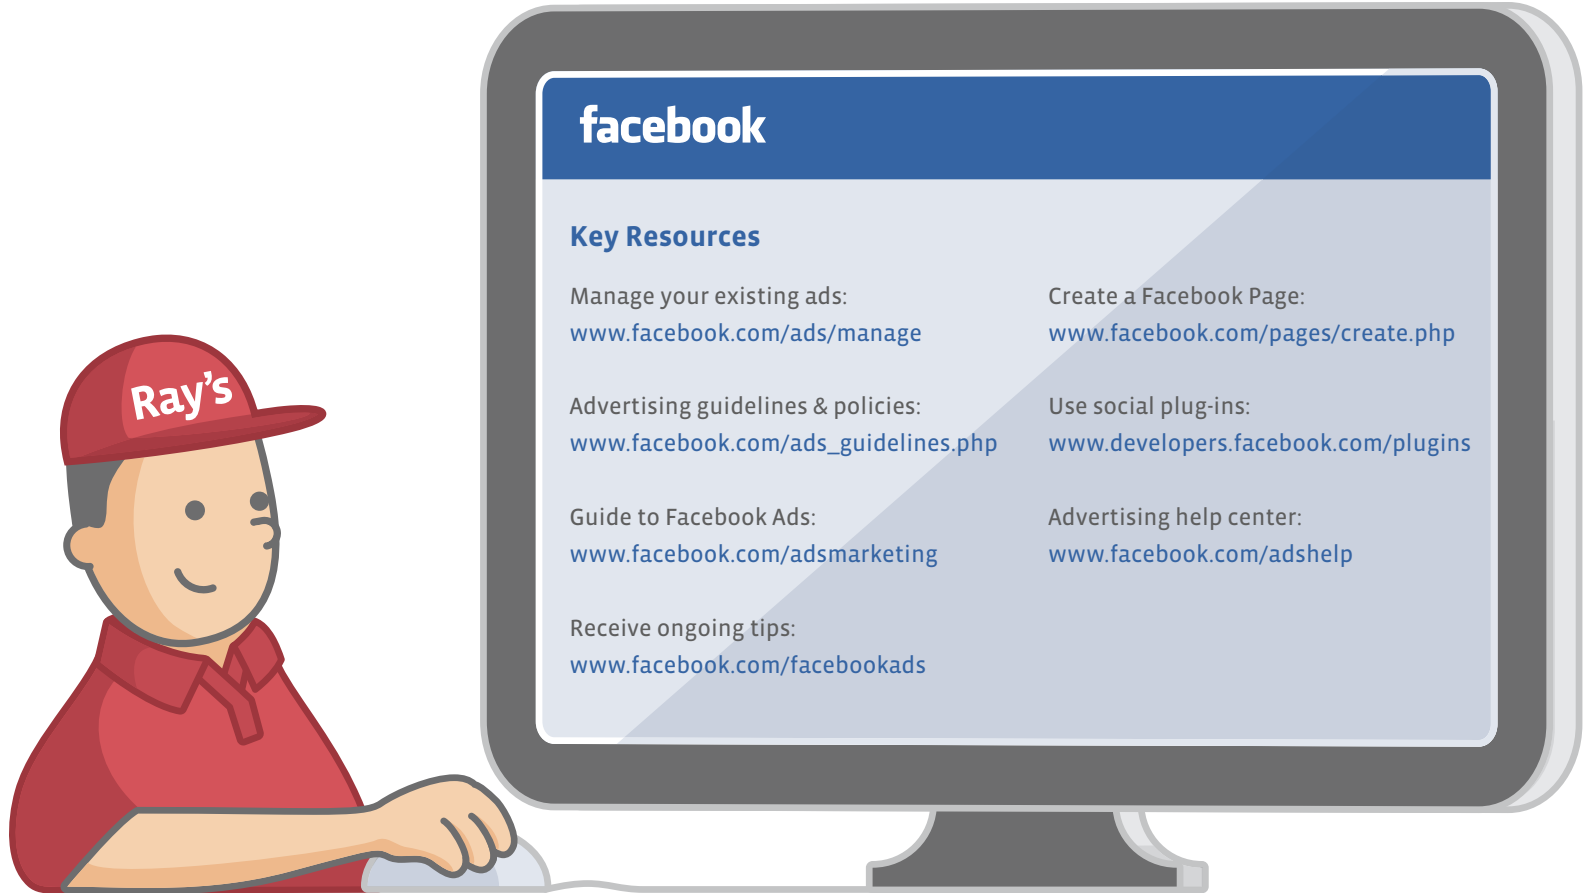 facebook
Key Resources
Manage your existing ads:
www.facebook.com/ads/manage
Advertising guidelines & policies:
www.facebook.com/ads_guidelines.php
Guide to Facebook Ads:
www.facebook.com/adsmarketing
Receive ongoing tips:
www.facebook.com/facebookads
Create a Facebook Page:
www.facebook.com/pages/create.php
Use social plug-ins:
www.developers.facebook.com/plugins
Advertising help center:
www.facebook.com/adshelp
Ray’s